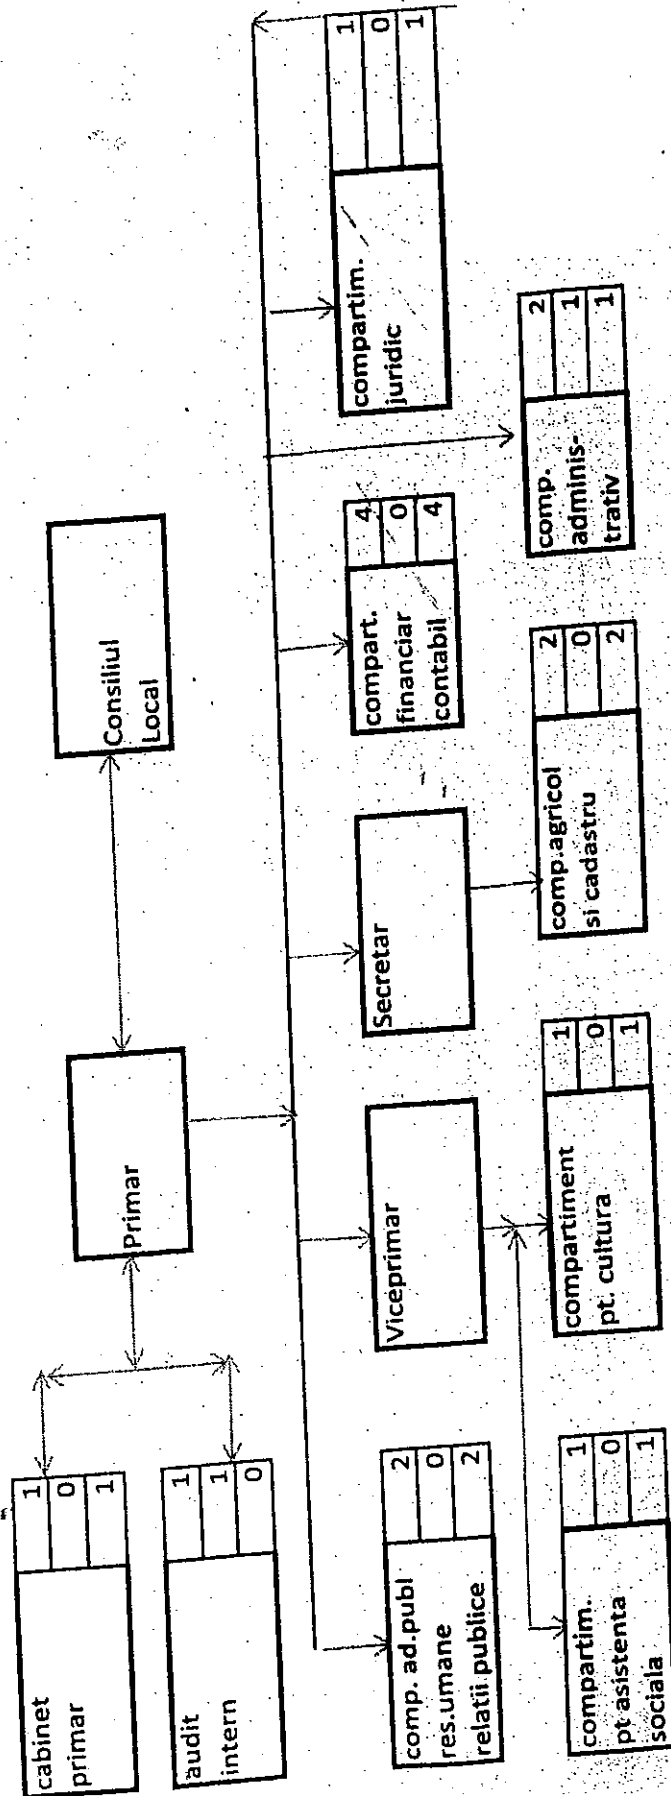 cabinet
primar
1
0
1
audit
intern
1
1
0
Primar
Consiliul
Local
comp. ad.publ
res.umane
relatii publice
2
0
2
Viceprimar
Secretar
compart.
financiar
contabil
4
0
4
compartim.
juridic
1
0
1
compartim.
pt asistenta
sociala
1
0
1
compartiment
pt. cultura
1
0
1
comp.agricol
si cadastru
2
0
2
comp.
adminis-
trativ
2
1
1